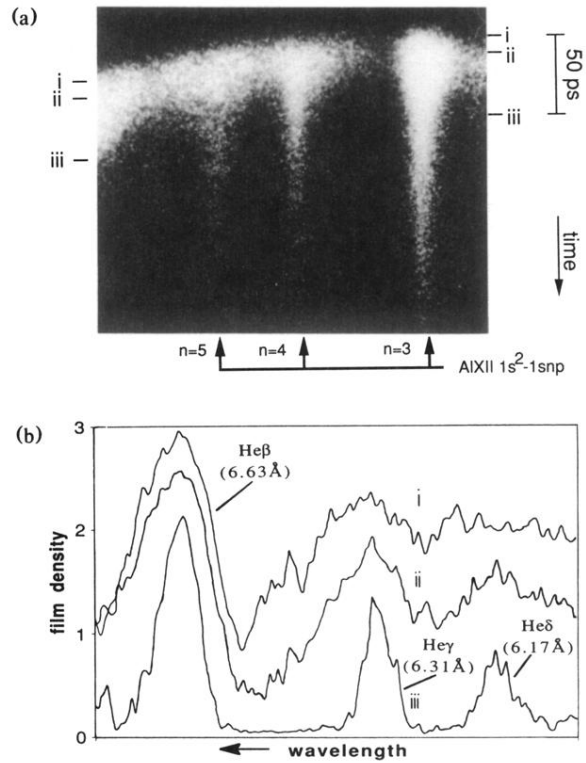 (a)
i
ii
iii
i
ii
iii
50 ps
time
n=5
n=4
n=3
AlXII 1s²-1snp
(b)
3
2
1
0
film density
Heβ
(6.63Å)
i
ii
Heγ
(6.31Å)
iii
Heδ
(6.17Å)
wavelength